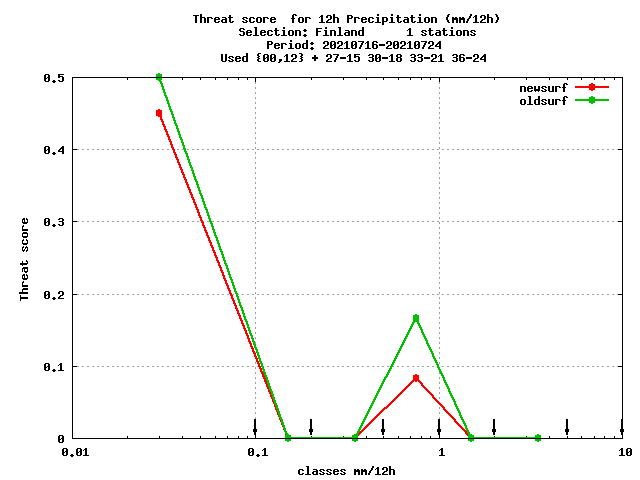 Threat score  for 12h Precipitation (mm/12h)
Selection: Finland      1 stations
Period: 20210716-20210724
Used {00,12} + 27-15 30-18 33-21 36-24
newsurf
oldsurf
0.5
0.4
0.3
0.2
0.1
0
Threat score
0.01 0.1 1 10
classes mm/12h